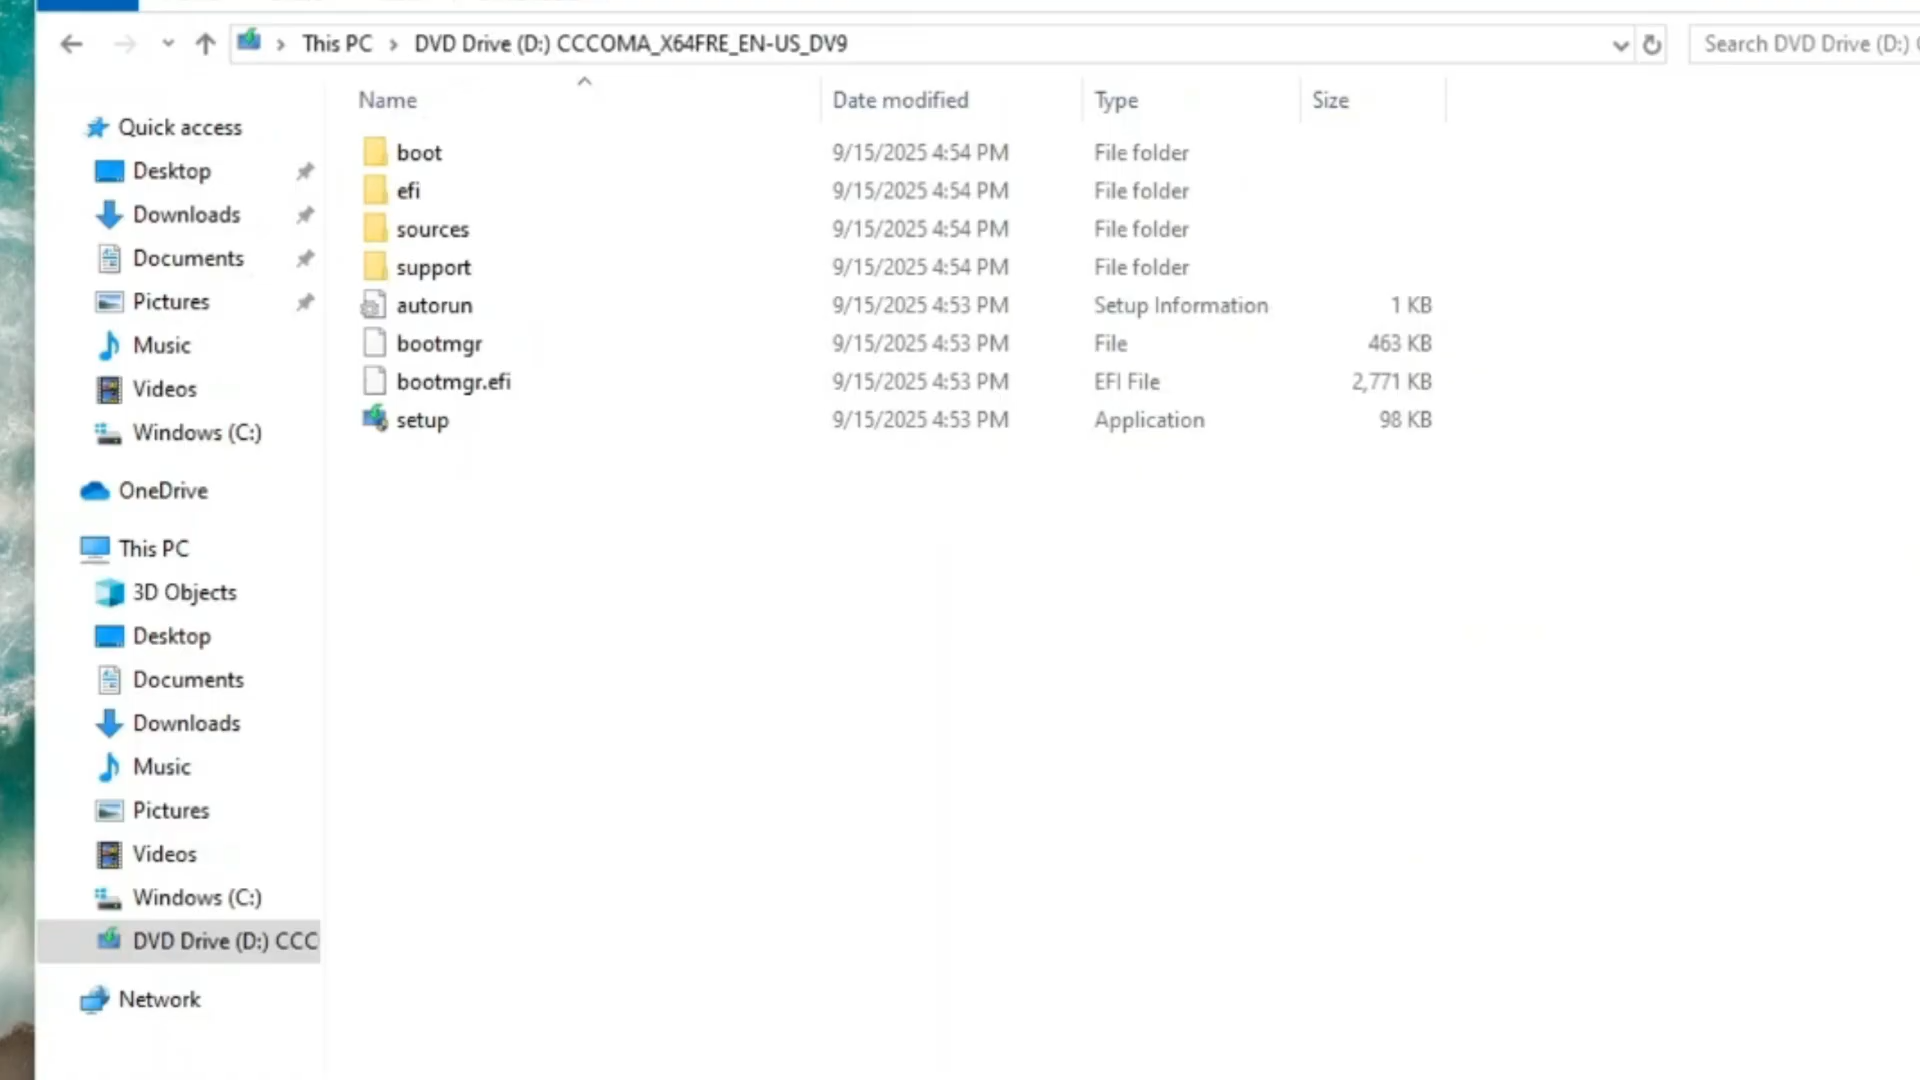 This PC > DVD Drive (D:) CCCOMA_X64FRE_EN-US_DV9
Search DVD Drive (D:)
Name Date modified Type Size
Quick access
Desktop
Downloads
Documents
Pictures
Music
Videos
Windows (C:)
OneDrive
This PC
3D Objects
Desktop
Documents
Downloads
Music
Pictures
Videos
Windows (C:)
DVD Drive (D:) CCC
Network
boot 9/15/2025 4:54 PM File folder
efi 9/15/2025 4:54 PM File folder
sources 9/15/2025 4:54 PM File folder
support 9/15/2025 4:54 PM File folder
autorun 9/15/2025 4:53 PM Setup Information 1 KB
bootmgr 9/15/2025 4:53 PM File 463 KB
bootmgr.efi 9/15/2025 4:53 PM EFI File 2,771 KB
setup 9/15/2025 4:53 PM Application 98 KB